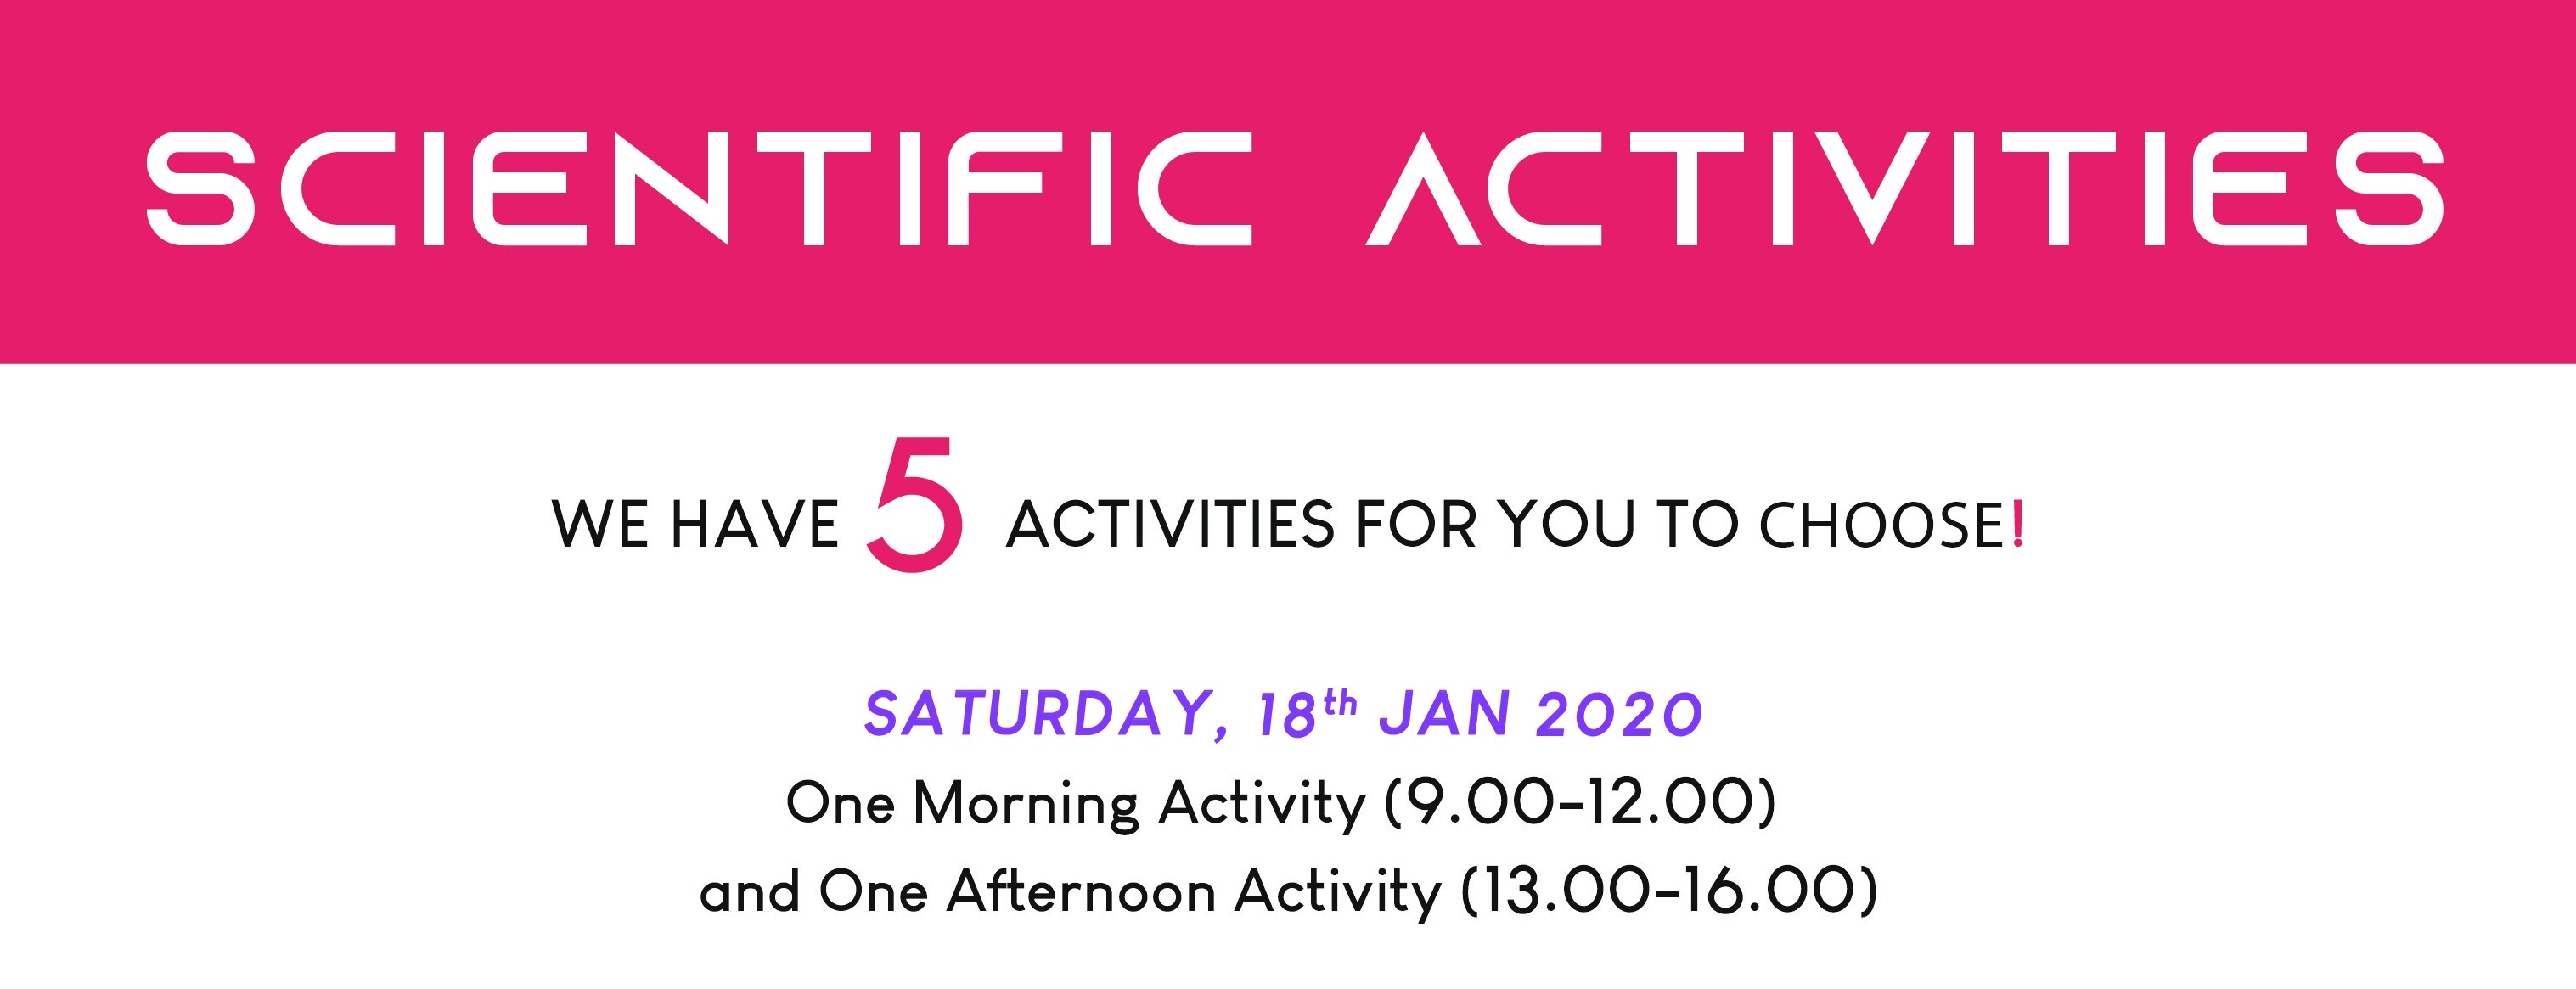 SCIENTIFIC ACTIVITIES
WE HAVE 5 ACTIVITIES FOR YOU TO CHOOSE!
SATURDAY, 18th JAN 2020
One Morning Activity (9.00-12.00)
and One Afternoon Activity (13.00-16.00)